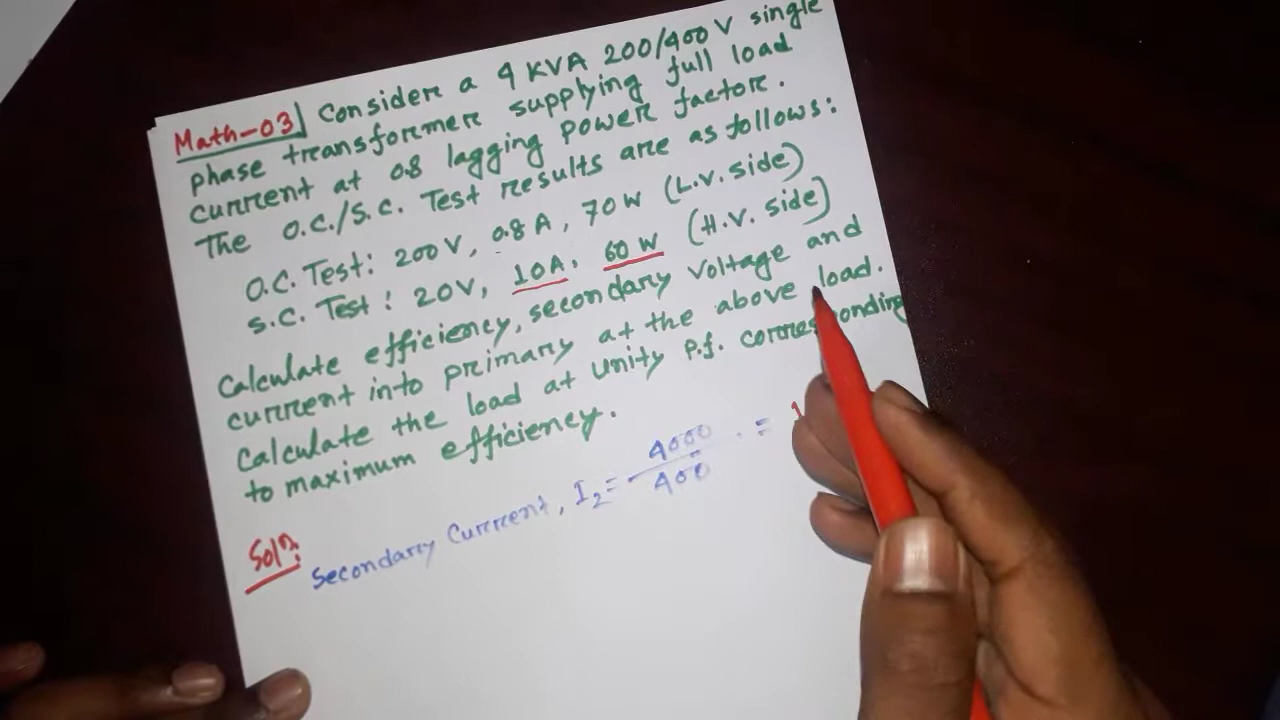 Math-03 Consider a 4 KVA 200/400 V single
phase transformer supplying full load
current at 0.8 lagging power factor.
The O.C./S.C. Test results are as follows:
O.C. Test: 200 V, 0.8 A, 70 W (L.V. side)
S.C. Test: 20V, 10A, 60 W (H.V. side)
Calculate efficiency, secondary voltage and
current into primary at the above load.
Calculate the load at unity P.f. corresponding
to maximum efficiency.
Soln:
Secondary Current, I2 = 4000/400 =